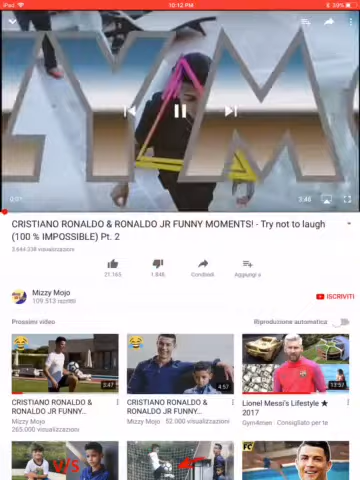 iPad
10:12 PM
39%
YM
0:01
3:46
CRISTIANO RONALDO & RONALDO JR FUNNY MOMENTS! - Try not to laugh
(100 % IMPOSSIBLE) Pt. 2
3.644.338 visualizzazioni
21.165
1.848
Condividi
Aggiungi a
Mizzy Mojo
109.513 iscritti
ISCRIVITI
Prossimi video
Riproduzione automatica
3:47
4:57
13:57
CRISTIANO RONALDO &
RONALDO JR FUNNY...
Mizzy Mojo
265.000 visualizzazioni
CRISTIANO RONALDO &
RONALDO JR FUNNY...
Mizzy Mojo · 52.000 visualizzazioni
Lionel Messi's Lifestyle ★
2017
GymAman · Consigliato per te
V/S